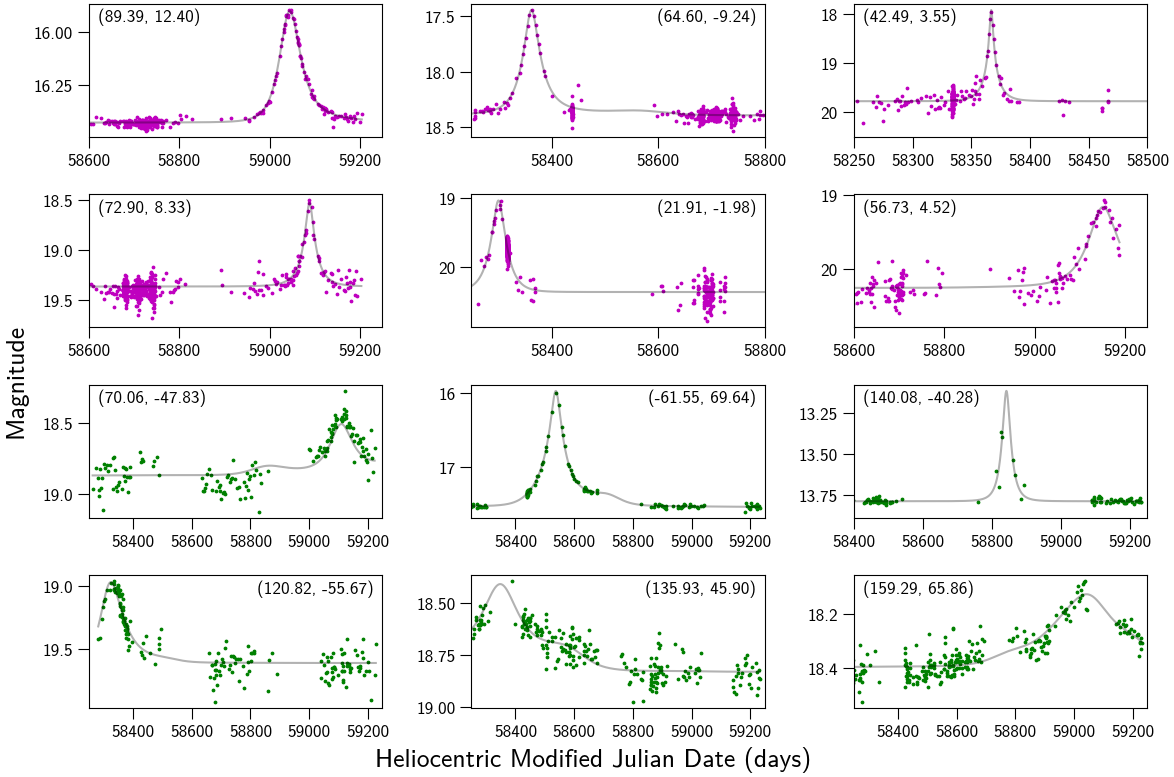 (89.39, 12.40)
16.00
16.25
58600 58800 59000 59200
(64.60, -9.24)
17.5
18.0
18.5
58400 58600 58800
(42.49, 3.55)
18
19
20
58250 58300 58350 58400 58450 58500
(72.90, 8.33)
18.5
19.0
19.5
58600 58800 59000 59200
(21.91, -1.98)
19
20
58400 58600 58800
(56.73, 4.52)
19
20
58600 58800 59000 59200
Magnitude
(70.06, -47.83)
18.5
19.0
58400 58600 58800 59000 59200
(-61.55, 69.64)
16
17
58400 58600 58800 59000 59200
(140.08, -40.28)
13.25
13.50
13.75
58400 58600 58800 59000 59200
(120.82, -55.67)
19.0
19.5
58400 58600 58800 59000 59200
(135.93, 45.90)
18.50
18.75
19.00
58400 58600 58800 59000 59200
(159.29, 65.86)
18.2
18.4
58400 58600 58800 59000 59200
Heliocentric Modified Julian Date (days)